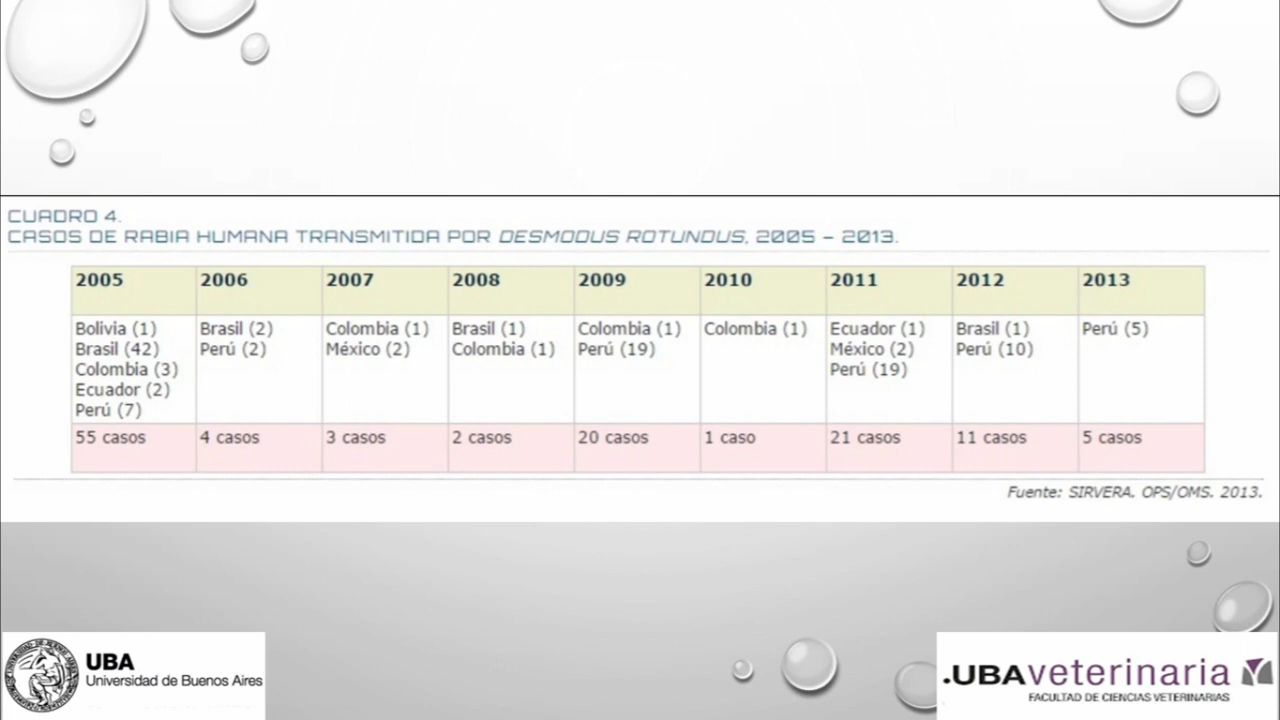 CUADRO 4.
CASOS DE RABIA HUMANA TRANSMITIDA POR DESMODUS ROTUNDUS, 2005 – 2013.
2005 2006 2007 2008 2009 2010 2011 2012 2013
Bolivia (1) Brasil (2) Colombia (1) Brasil (1) Colombia (1) Colombia (1) Ecuador (1) Brasil (1) Perú (5)
Brasil (42) Perú (2) México (2) Colombia (1) Perú (19) México (2) Perú (10)
Colombia (3) Perú (19)
Ecuador (2)
Perú (7)
55 casos 4 casos 3 casos 2 casos 20 casos 1 caso 21 casos 11 casos 5 casos
Fuente: SIRVERA. OPS/OMS. 2013.
UBA
Universidad de Buenos Aires
.UBAveterinaria
FACULTAD DE CIENCIAS VETERINARIAS